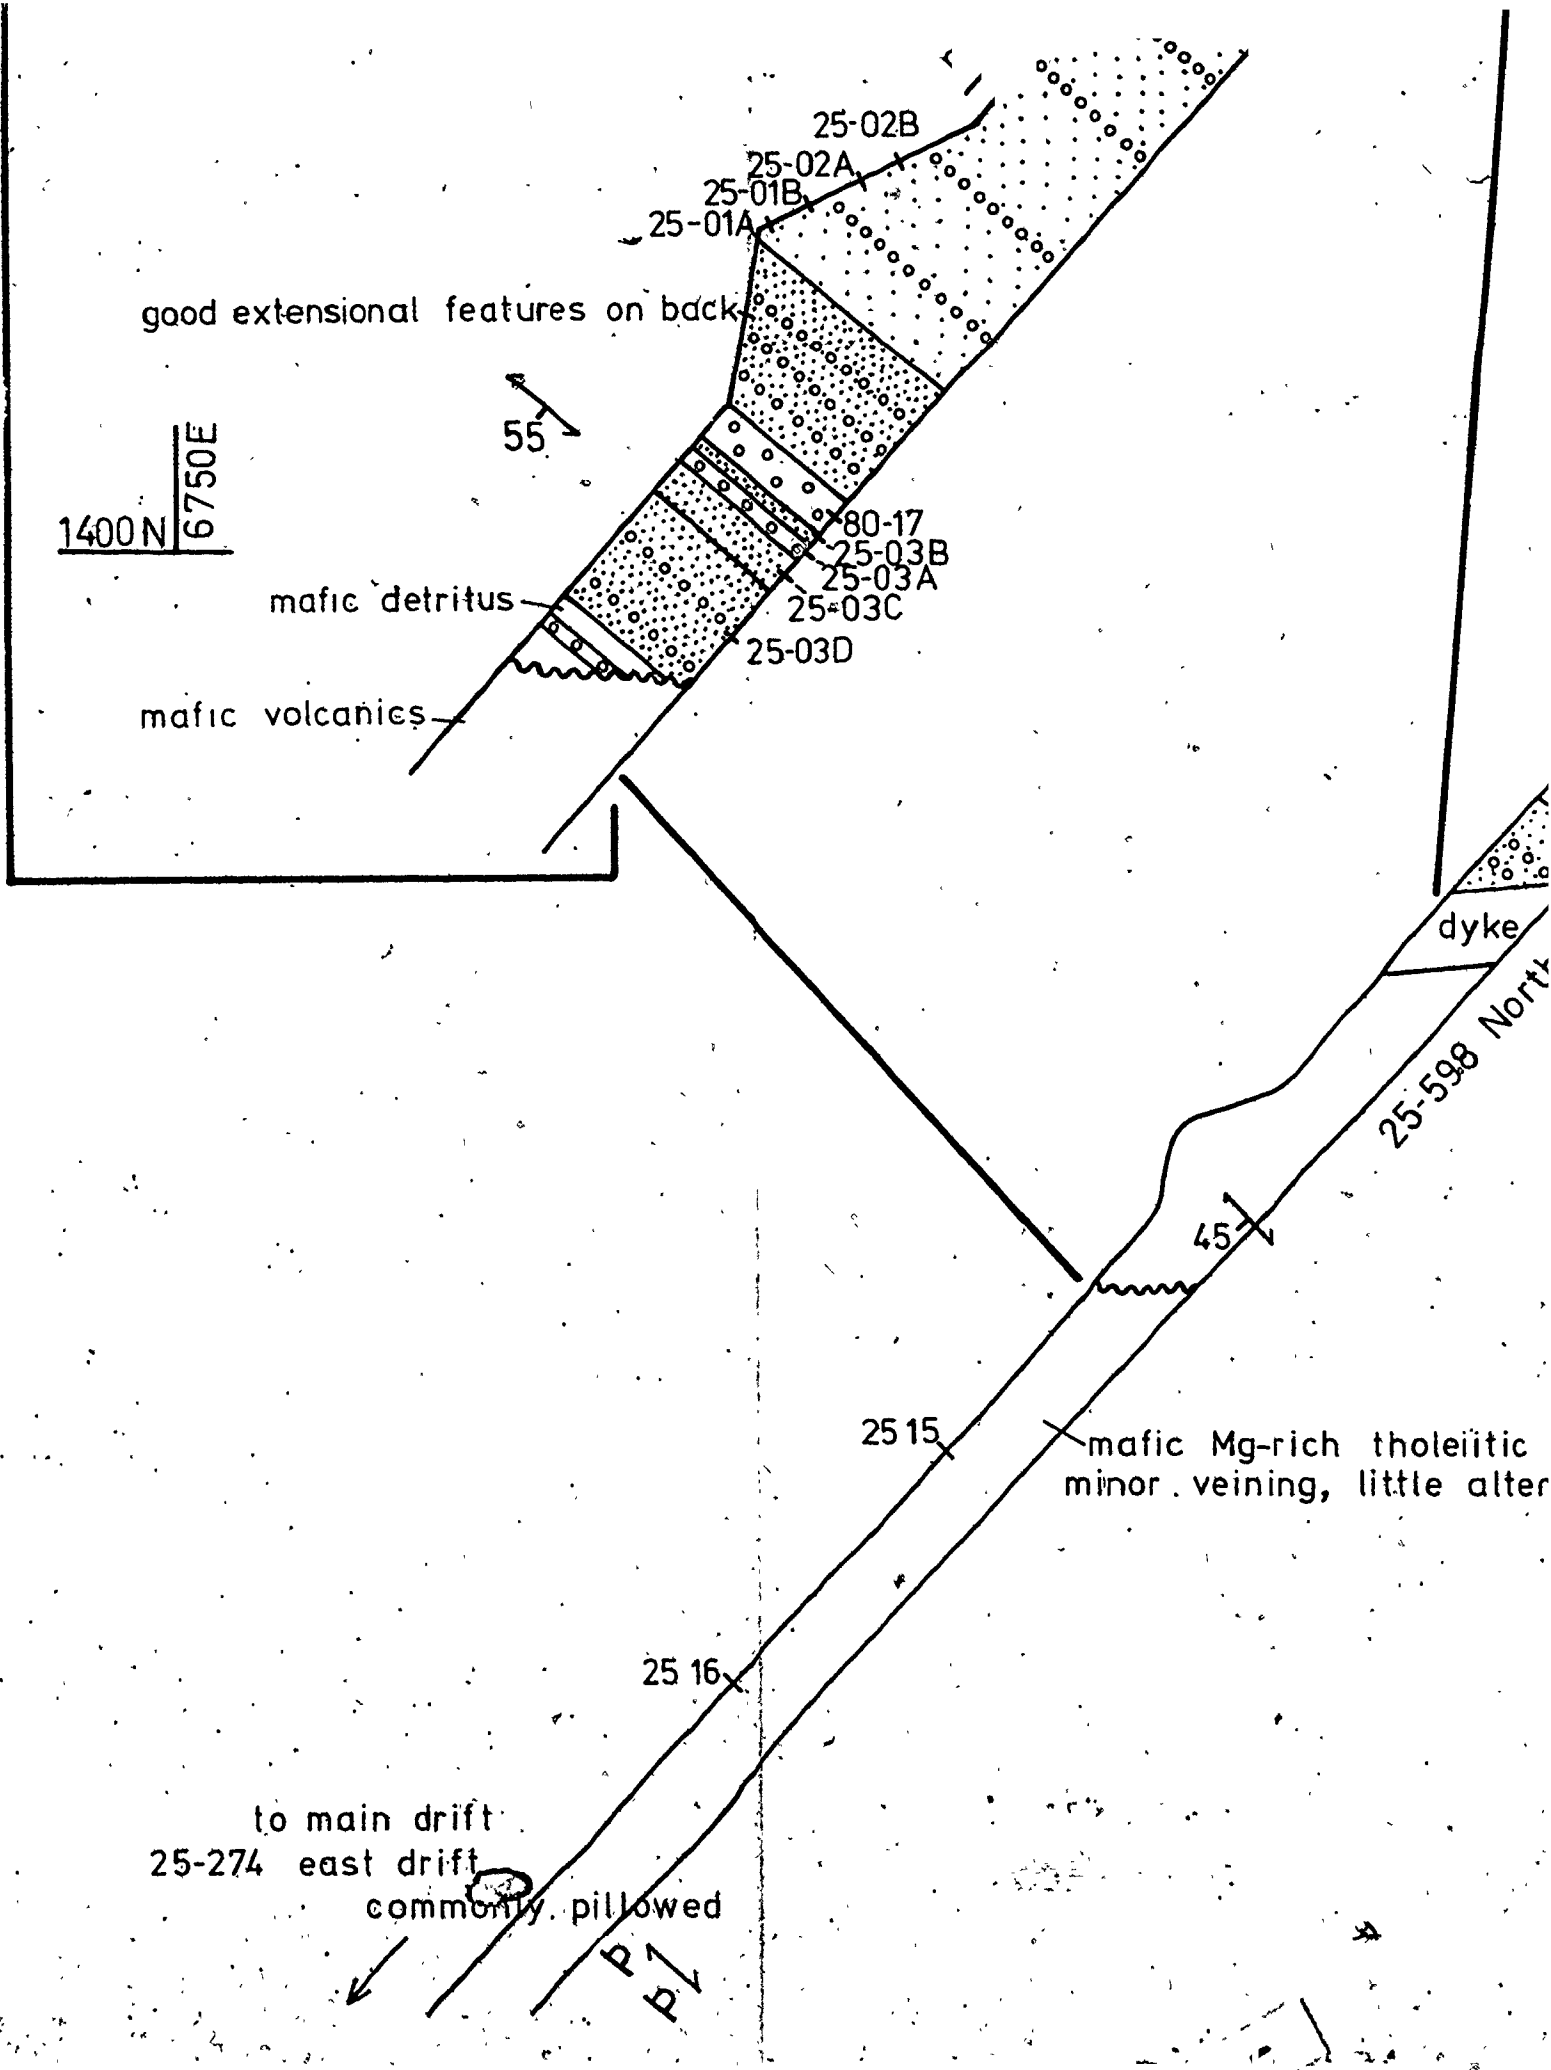 25-02B
25-02A
25-01B
25-01A
good extensional features on back
55
6750E
1400N
80-17
25-03B
25-03A
25-03C
mafic detritus
25-03D
mafic volcanics
dyke
25-598 North
45
25 15
mafic Mg-rich tholeiitic
minor veining, little alter
25 16
to main drift
25-274 east drift
commonly pillowed
p
p